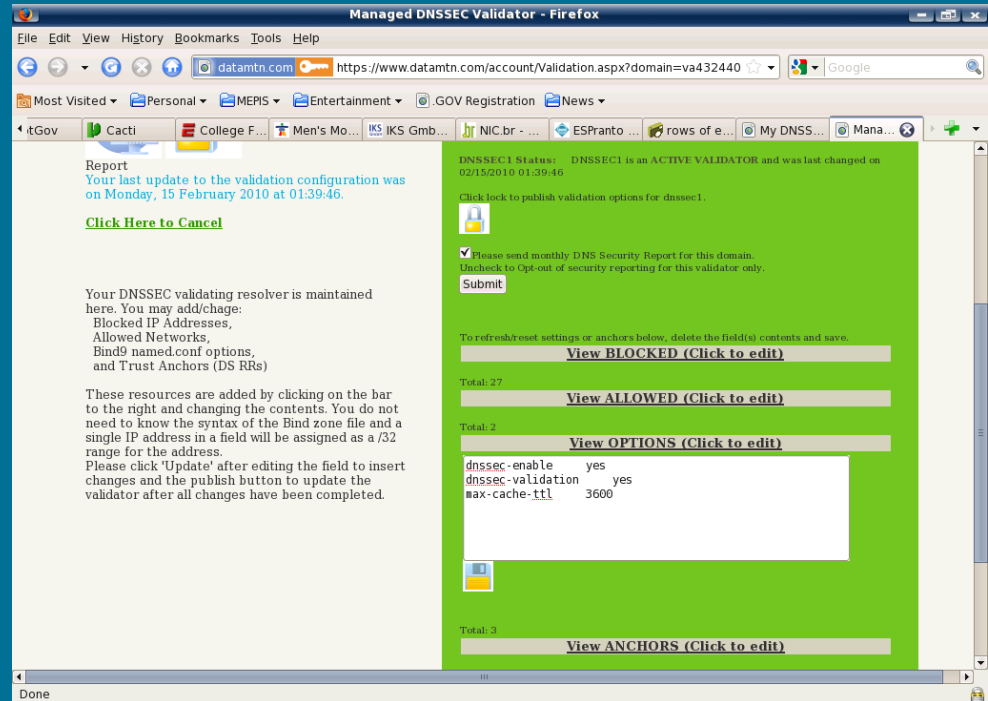 Managed DNSSEC Validator - Firefox
File Edit View History Bookmarks Tools Help
datamtn.com https://www.datamtn.com/account/Validation.aspx?domain=va432440 Google
Most Visited Personal MEPIS Entertainment .GOV Registration News
tGov Cacti College F... Men's Mo... IKS IKS Gmb... NIC.br - ... ESPranto ... rows of e... My DNSS... Mana...
Report
Your last update to the validation configuration was
on Monday, 15 February 2010 at 01:39:46.
Click Here to Cancel
Your DNSSEC validating resolver is maintained
here. You may add/chage:
Blocked IP Addresses,
Allowed Networks,
Bind9 named.conf options,
and Trust Anchors (DS RRs)
These resources are added by clicking on the bar
to the right and changing the contents. You do not
need to know the syntax of the Bind zone file and a
single IP address in a field will be assigned as a /32
range for the address.
Please click 'Update' after editing the field to insert
changes and the publish button to update the
validator after all changes have been completed.
DNSSEC1 Status: DNSSEC1 is an ACTIVE VALIDATOR and was last changed on
02/15/2010 01:39:46
Click lock to publish validation options for dnssec1.
Please send monthly DNS Security Report for this domain.
Uncheck to Opt-out of security reporting for this validator only.
Submit
To refresh/reset settings or anchors below, delete the field(s) contents and save.
View BLOCKED (Click to edit)
Total: 27
View ALLOWED (Click to edit)
Total: 2
View OPTIONS (Click to edit)
dnssec-enable yes
dnssec-validation yes
max-cache-ttl 3600
Total: 3
View ANCHORS (Click to edit)
Done